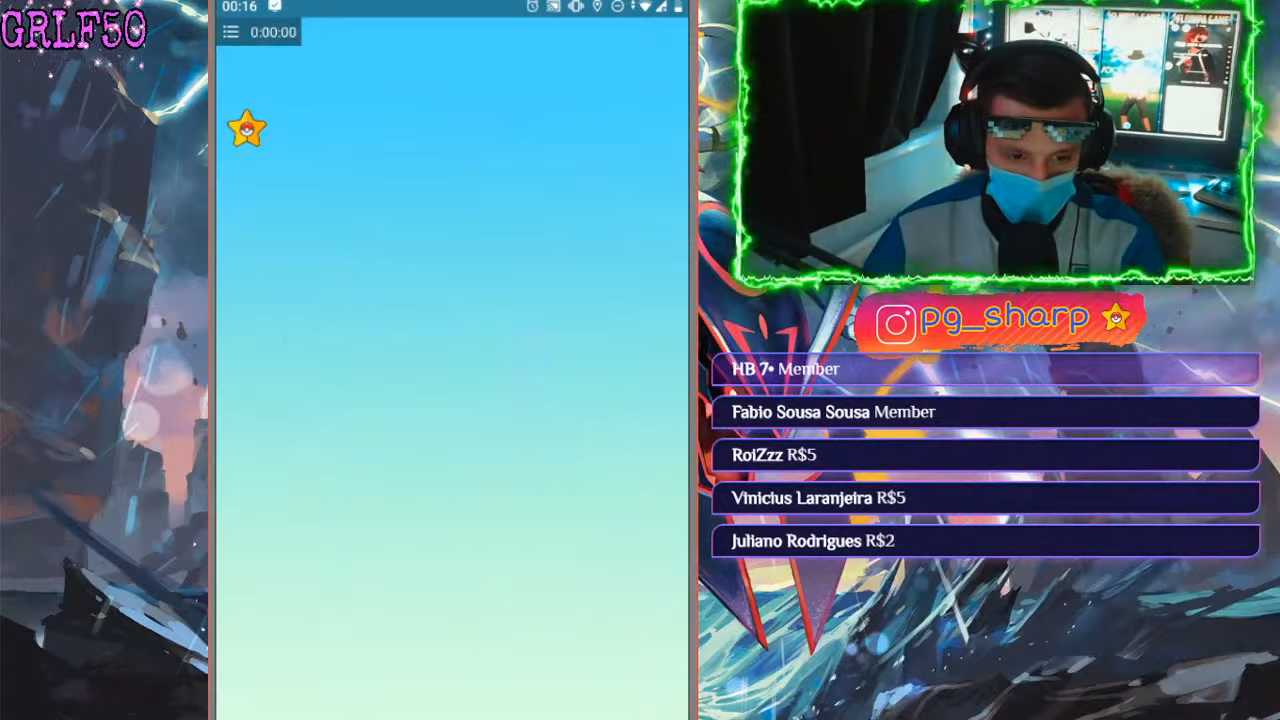 GRLF50
00:16
0:00:00
pg_sharp
HB 7• Member
Fabio Sousa Sousa Member
RoiZzz R$5
Vinicius Laranjeira R$5
Juliano Rodrigues R$2